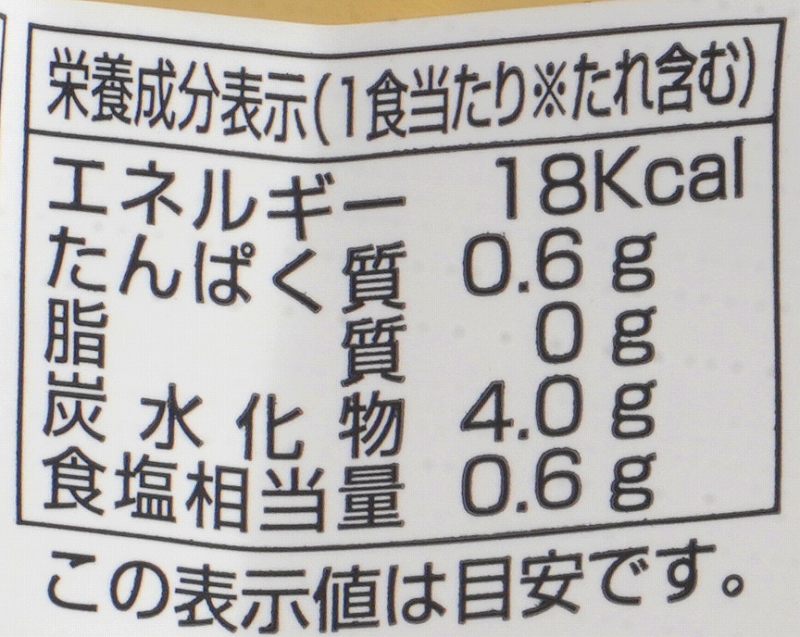 栄養成分表示(1食当たり※たれ含む)
エネルギー 18Kcal
たんぱく質 0.6g
脂質 0g
炭水化物 4.0g
食塩相当量 0.6g
この表示値は目安です。